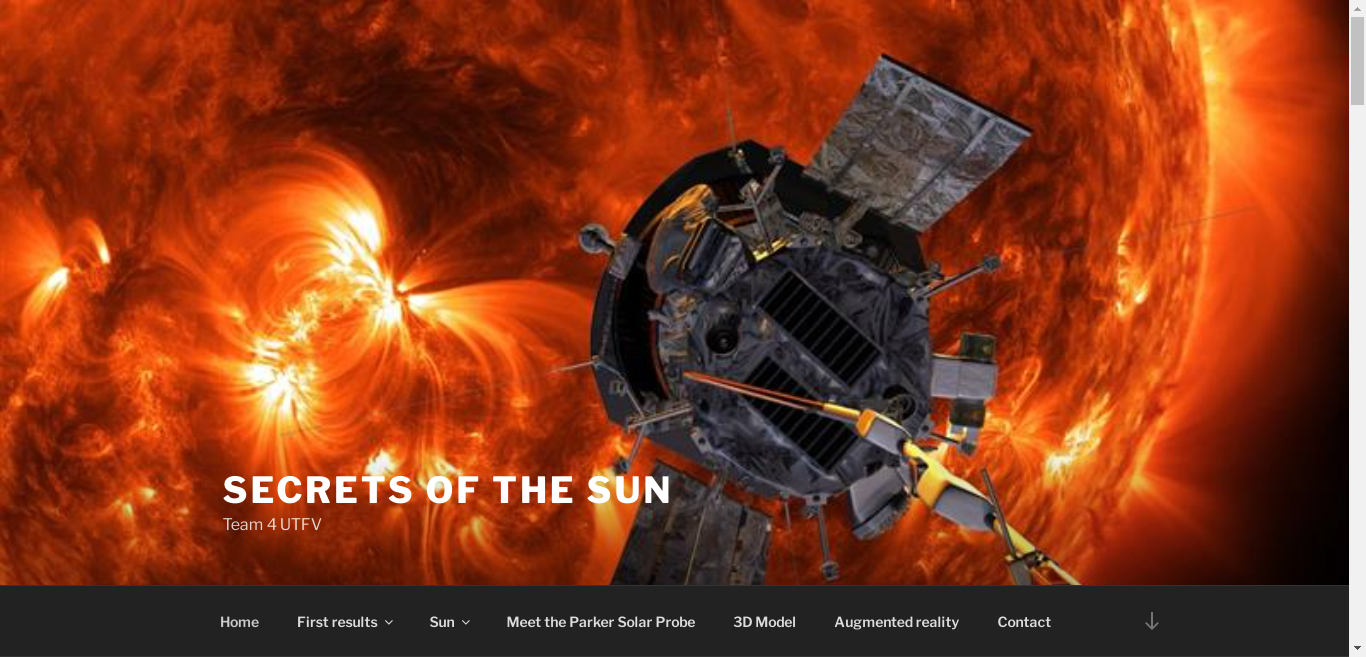 SECRETS OF THE SUN
Team 4 UTFV
Home First results Sun Meet the Parker Solar Probe 3D Model Augmented reality Contact